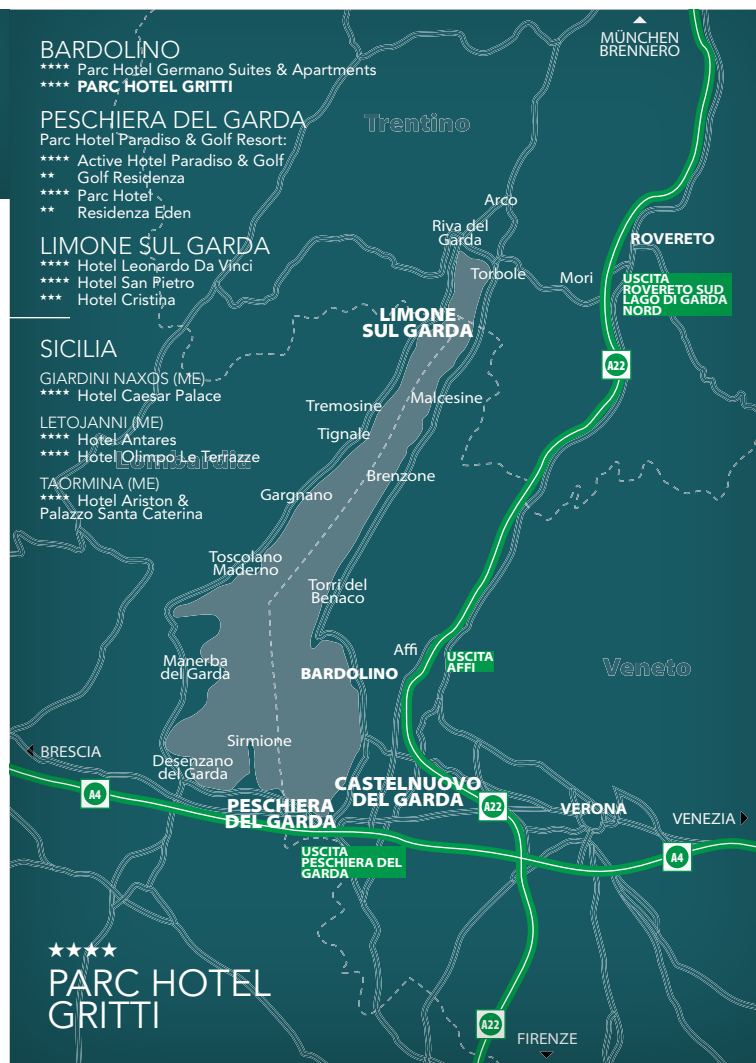 BARDOLINO
**** Parc Hotel Germano Suites & Apartments
**** PARC HOTEL GRITTI
PESCHIERA DEL GARDA
Parc Hotel Paradiso & Golf Resort:
**** Active Hotel Paradiso & Golf
** Golf Residenza
**** Parc Hotel
** Residenza Eden
LIMONE SUL GARDA
**** Hotel Leonardo Da Vinci
**** Hotel San Pietro
*** Hotel Cristina
SICILIA
GIARDINI NAXOS (ME)
**** Hotel Caesar Palace
LETOJANNI (ME)
**** Hotel Antares
**** Hotel Olimpo Le Terrazze
TAORMINA (ME)
**** Hotel Ariston &
Palazzo Santa Caterina
MÜNCHEN
BRENNERO
Trentino
Arco
Riva del
Garda
Torbole
Mori
ROVERETO
USCITA
ROVERETO SUD
LAGO DI GARDA
NORD
A22
LIMONE
SUL GARDA
Malcesine
Tremosine
Tignale
Lombardia
Brenzone
Gargnano
Toscolano
Maderno
Torri del
Benaco
Affi
USCITA
AFFI
Veneto
Manerba
del Garda
BARDOLINO
Sirmione
BRESCIA
Desenzano
del Garda
A4
PESCHIERA
DEL GARDA
CASTELNUOVO
DEL GARDA
A22
VERONA
VENEZIA
A4
USCITA
PESCHIERA DEL
GARDA
★★★★
PARC HOTEL
GRITTI
A22
FIRENZE